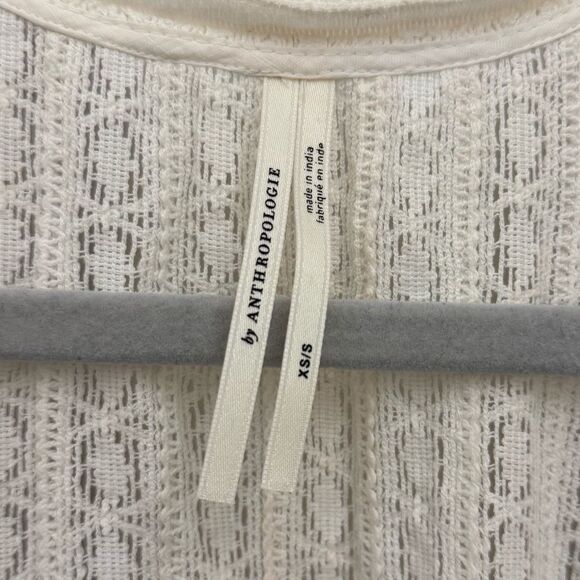 by ANTHROPOLOGIE
made in india
fabriqué en inde
XS/S